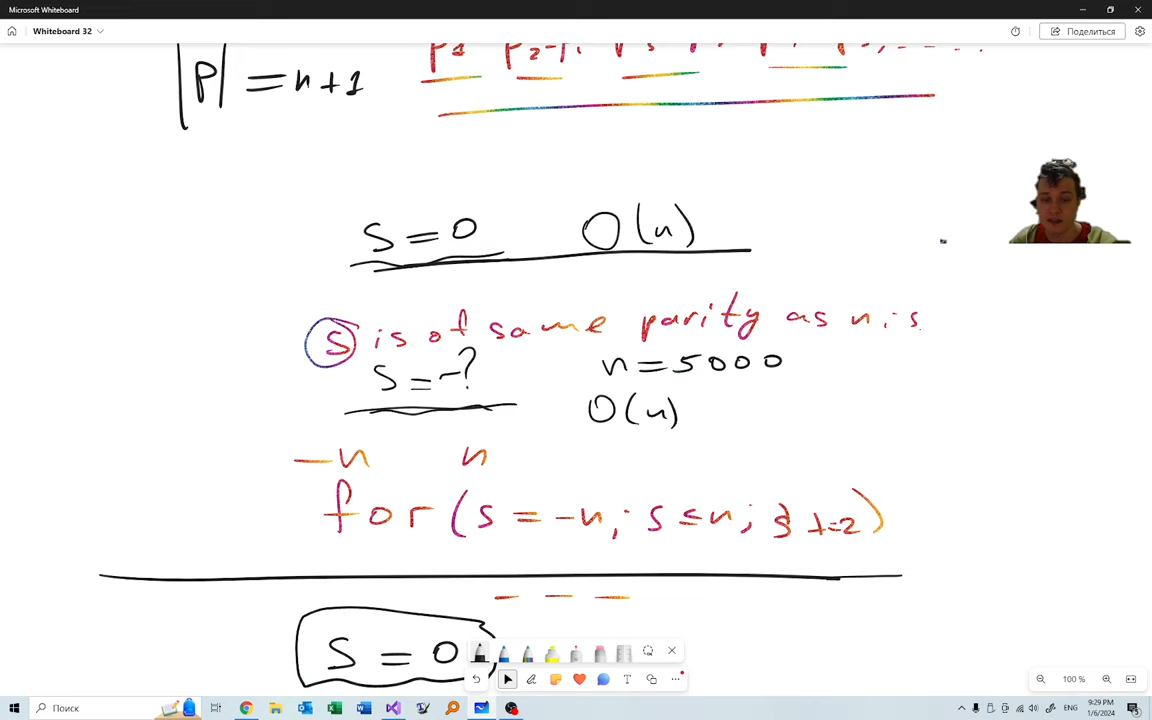 Microsoft Whiteboard
Whiteboard 32
Поделиться
|P| = n+1
S = 0 O(n)
S is of same parity as n is
S = -? n = 5000
O(n)
-n n
for (s = -n; s ≤ n; s += 2)
S = 0
100 %
Поиск
ENG
9:29 PM
1/6/2024